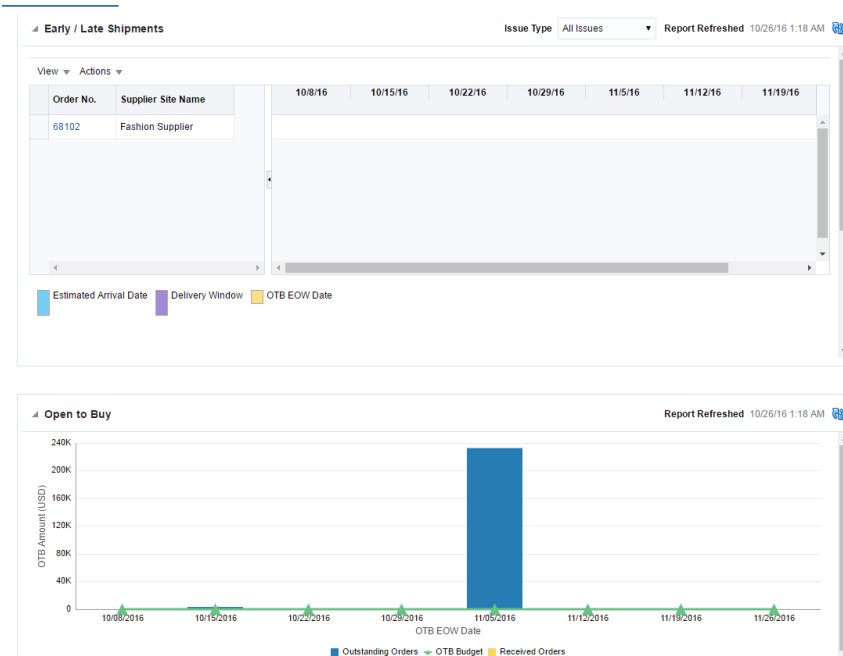 Early / Late Shipments Issue Type All Issues Report Refreshed 10/26/16 1:18 AM
View Actions
Order No. Supplier Site Name 10/8/16 10/15/16 10/22/16 10/29/16 11/5/16 11/12/16 11/19/16
68102 Fashion Supplier
Estimated Arrival Date Delivery Window OTB EOW Date
Open to Buy Report Refreshed 10/26/16 1:18 AM
240K
200K
160K
120K
80K
40K
0
OTB Amount (USD)
10/08/2016 10/15/2016 10/22/2016 10/29/2016 11/05/2016 11/12/2016 11/19/2016 11/26/2016
OTB EOW Date
Outstanding Orders OTB Budget Received Orders